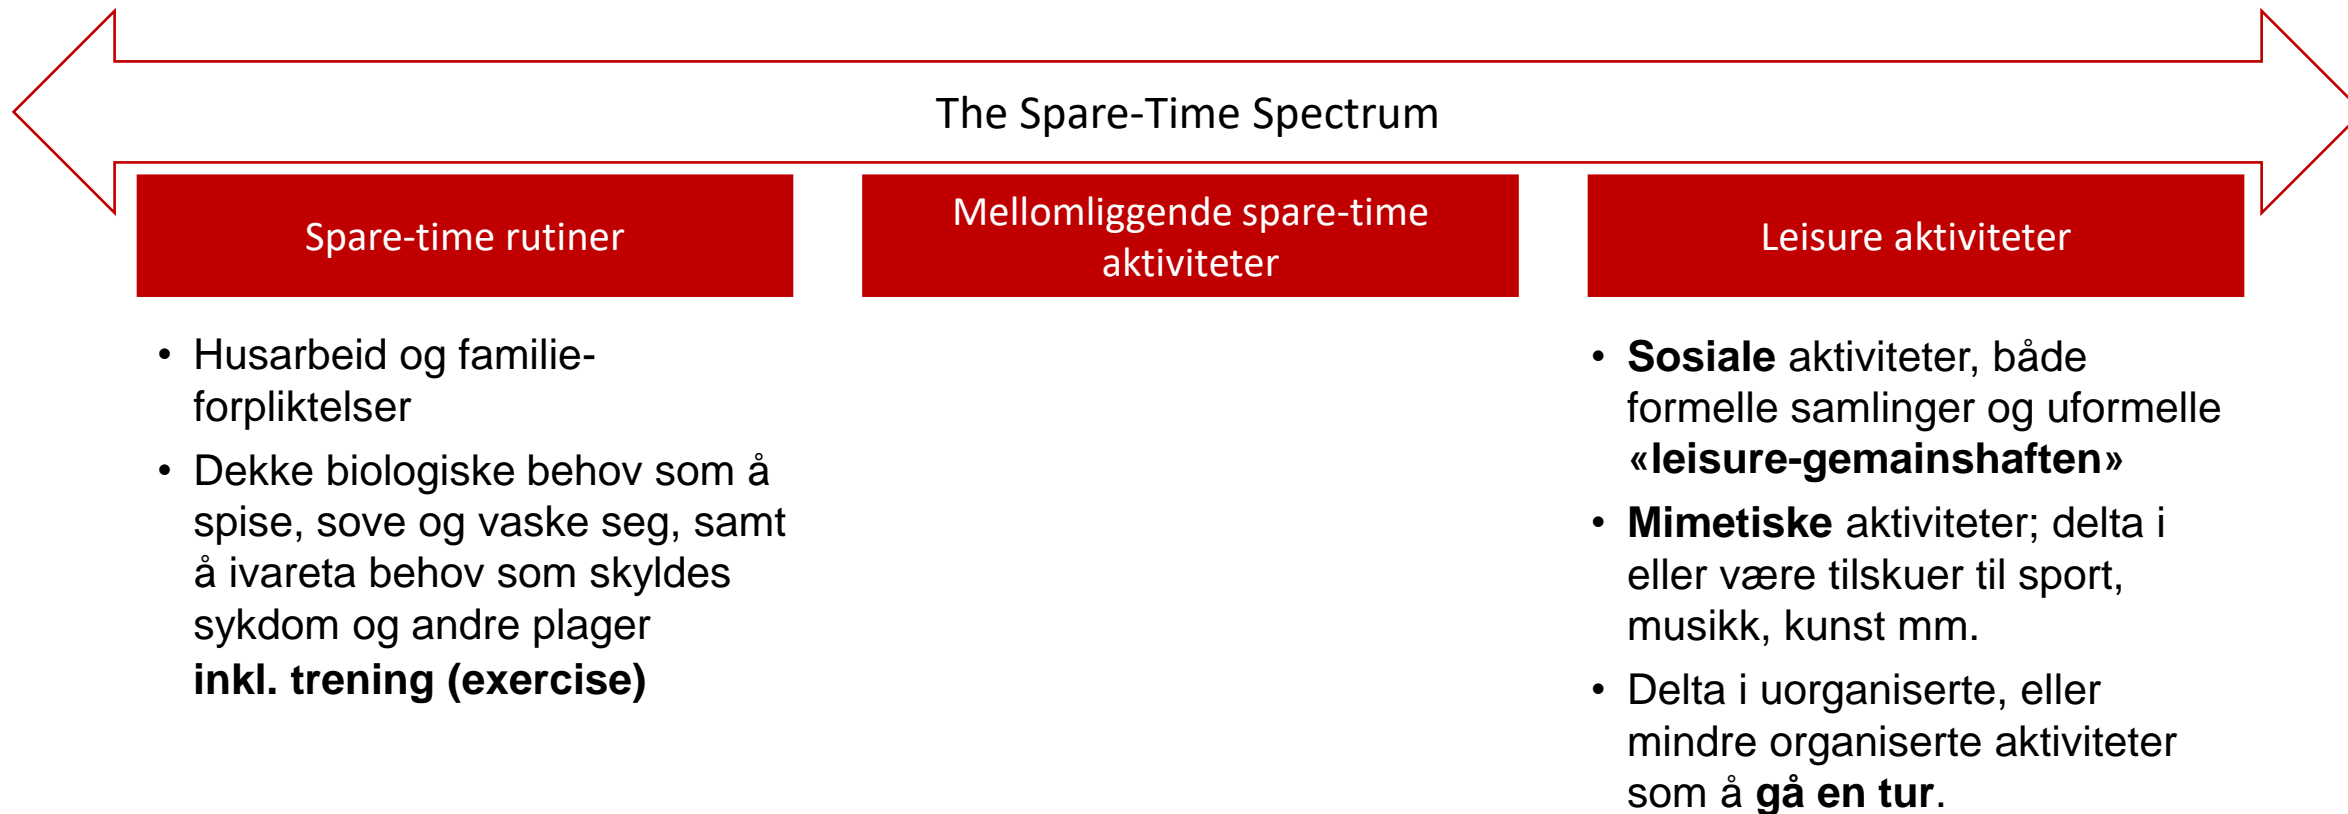 The Spare-Time Spectrum
Spare-time rutiner
Mellomliggende spare-time
aktiviteter
Leisure aktiviteter
• Husarbeid og familie-
forpliktelser
• Dekke biologiske behov som å
spise, sove og vaske seg, samt
å ivareta behov som skyldes
sykdom og andre plager
inkl. trening (exercise)
• Sosiale aktiviteter, både
formelle samlinger og uformelle
«leisure-gemainshaften»
• Mimetiske aktiviteter; delta i
eller være tilskuer til sport,
musikk, kunst mm.
• Delta i uorganiserte, eller
mindre organiserte aktiviteter
som å gå en tur.